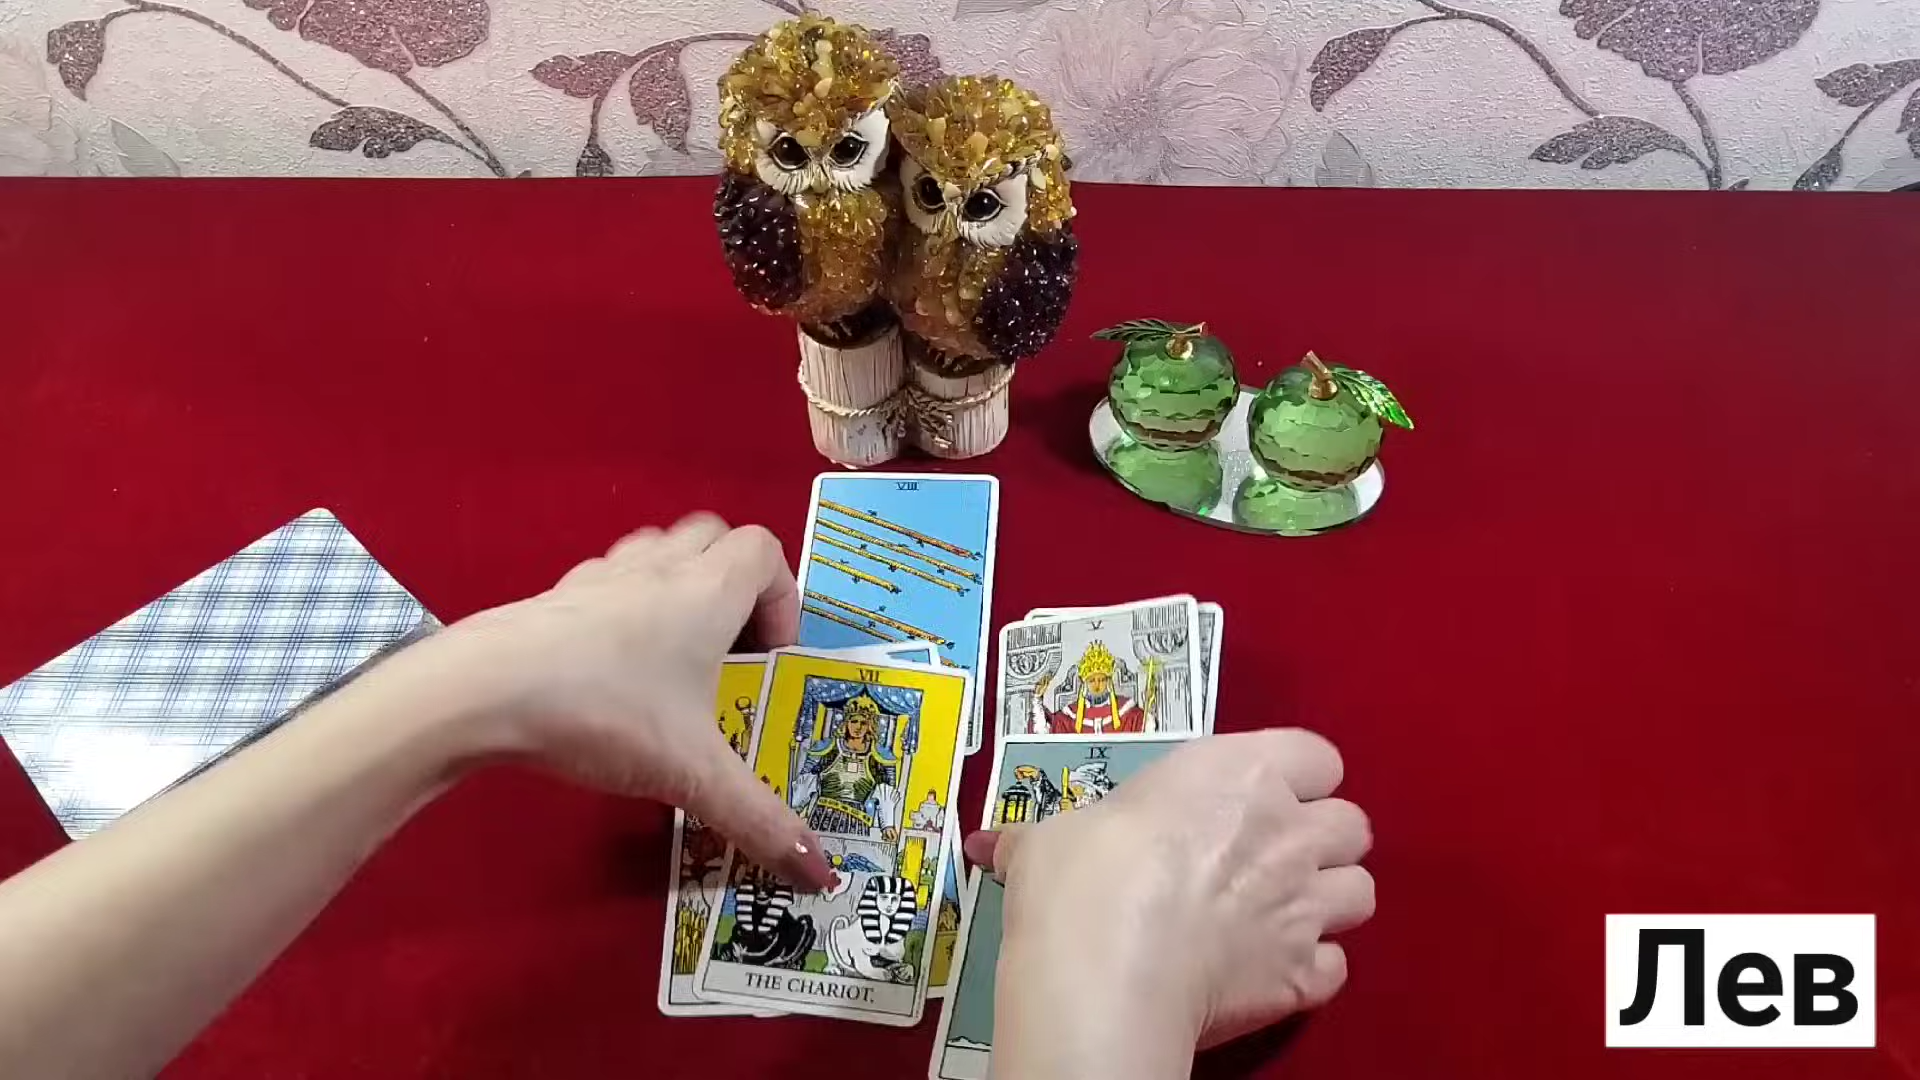 VIII
V
VII
IX
THE CHARIOT.
Лев